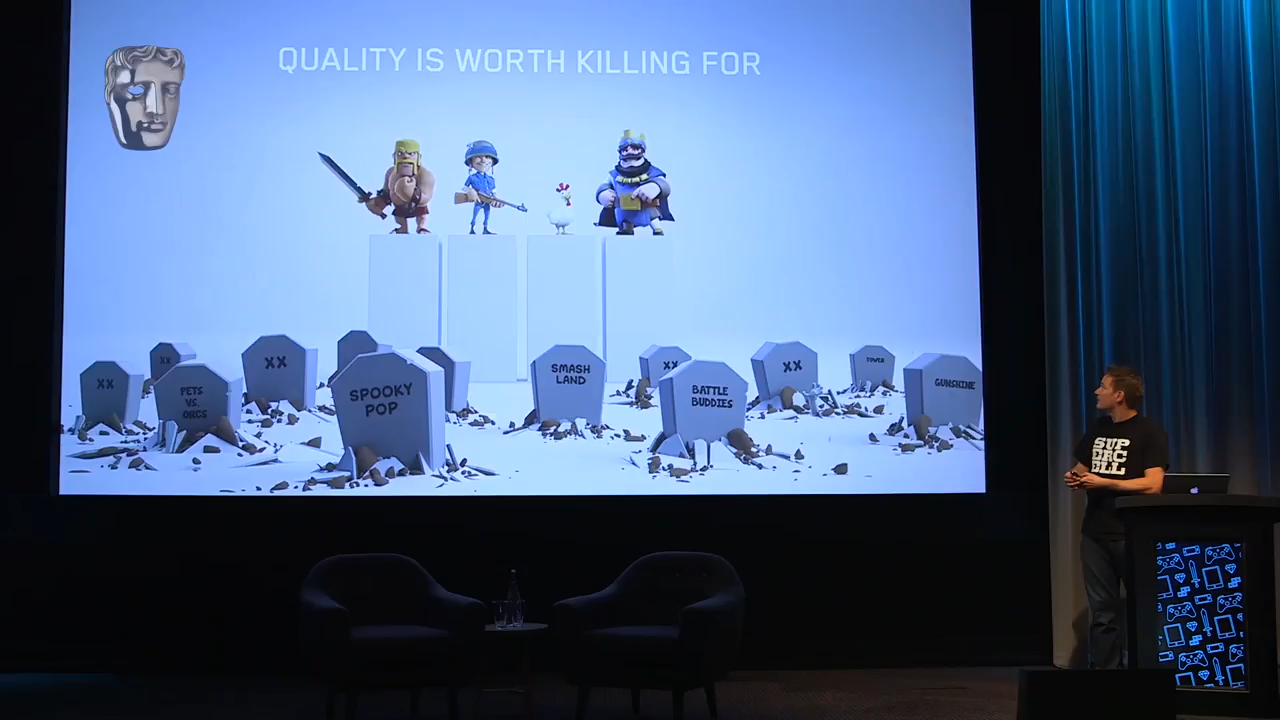 QUALITY IS WORTH KILLING FOR
XX
XX
PETS
VS.
ORCS
XX
SPOOKY
POP
SMASH
LAND
XX
BATTLE
BUDDIES
XX
TOWER
GUNSHINE
SUP
ERC
ELL